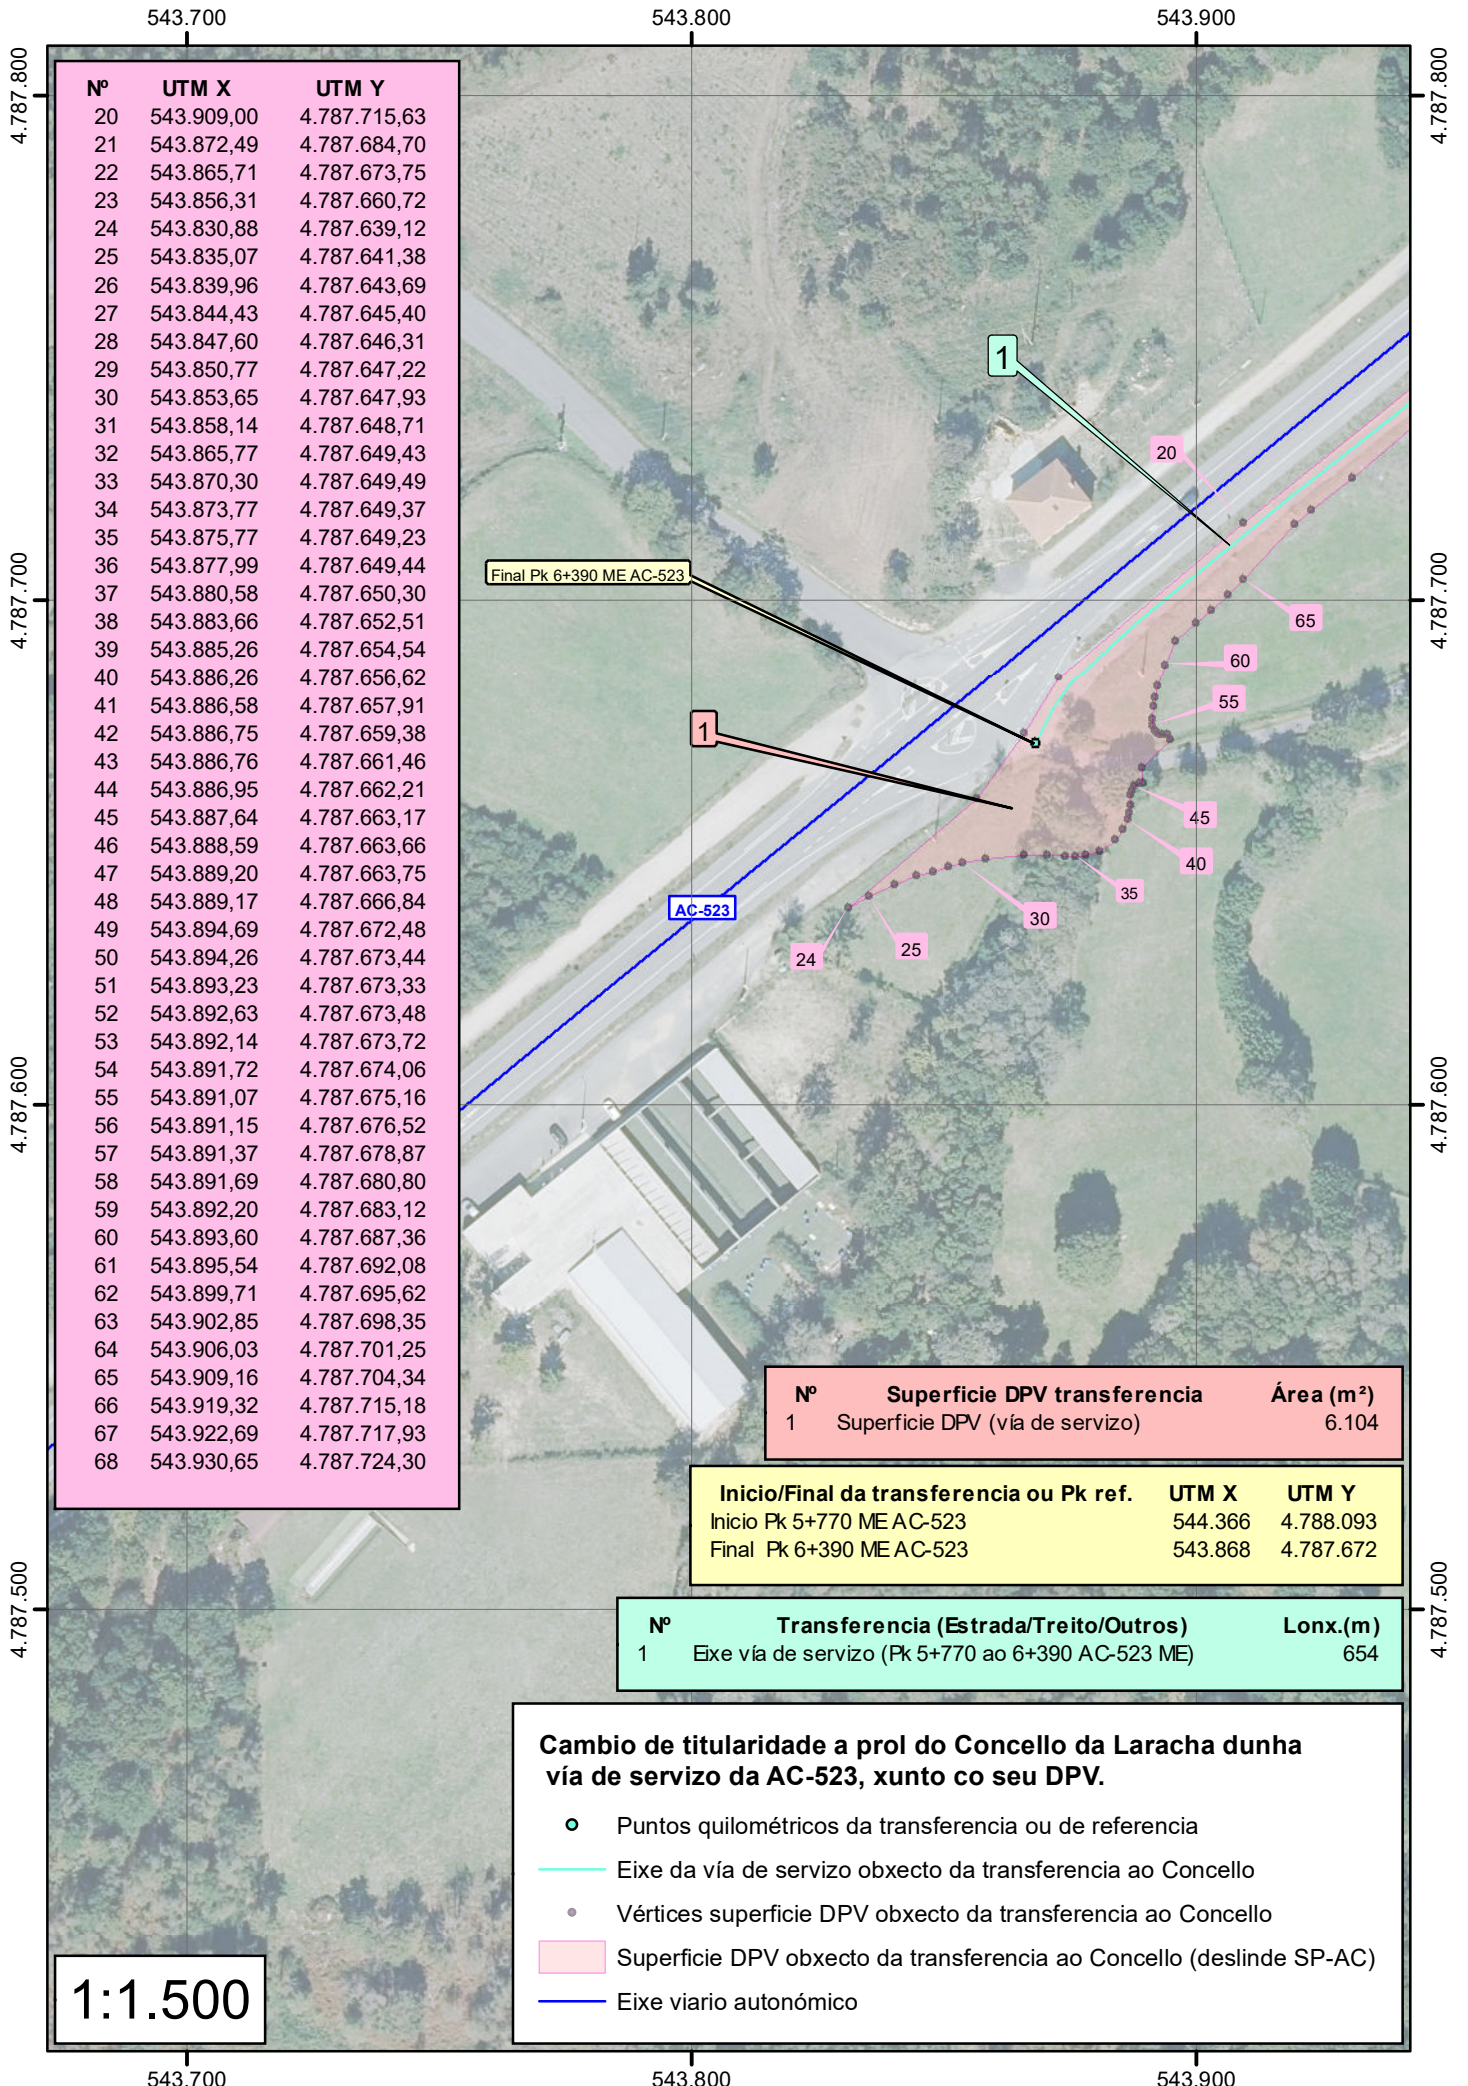 543.700 543.800 543.900
4.787.800 4.787.800
Nº UTM X UTM Y
20 543.909,00 4.787.715,63
21 543.872,49 4.787.684,70
22 543.865,71 4.787.673,75
23 543.856,31 4.787.660,72
24 543.830,88 4.787.639,12
25 543.835,07 4.787.641,38
26 543.839,96 4.787.643,69
27 543.844,43 4.787.645,40
28 543.847,60 4.787.646,31
29 543.850,77 4.787.647,22
30 543.853,65 4.787.647,93
31 543.858,14 4.787.648,71
32 543.865,77 4.787.649,43
33 543.870,30 4.787.649,49
34 543.873,77 4.787.649,37
35 543.875,77 4.787.649,23
36 543.877,99 4.787.649,44
37 543.880,58 4.787.650,30
38 543.883,66 4.787.652,51
39 543.885,26 4.787.654,54
40 543.886,26 4.787.656,62
41 543.886,58 4.787.657,91
42 543.886,75 4.787.659,38
43 543.886,76 4.787.661,46
44 543.886,95 4.787.662,21
45 543.887,64 4.787.663,17
46 543.888,59 4.787.663,66
47 543.889,20 4.787.663,75
48 543.889,17 4.787.666,84
49 543.894,69 4.787.672,48
50 543.894,26 4.787.673,44
51 543.893,23 4.787.673,33
52 543.892,63 4.787.673,48
53 543.892,14 4.787.673,72
54 543.891,72 4.787.674,06
55 543.891,07 4.787.675,16
56 543.891,15 4.787.676,52
57 543.891,37 4.787.678,87
58 543.891,69 4.787.680,80
59 543.892,20 4.787.683,12
60 543.893,60 4.787.687,36
61 543.895,54 4.787.692,08
62 543.899,71 4.787.695,62
63 543.902,85 4.787.698,35
64 543.906,03 4.787.701,25
65 543.909,16 4.787.704,34
66 543.919,32 4.787.715,18
67 543.922,69 4.787.717,93
68 543.930,65 4.787.724,30
1
20
4.787.700 4.787.700
Final Pk 6+390 ME AC-523
65
60
55
1
45
40
35
AC-523
30
25
24
4.787.600 4.787.600
Nº Superficie DPV transferencia Área (m²)
1 Superficie DPV (vía de servizo) 6.104
Inicio/Final da transferencia ou Pk ref. UTM X UTM Y
Inicio Pk 5+770 ME AC-523 544.366 4.788.093
Final Pk 6+390 ME AC-523 543.868 4.787.672
4.787.500 4.787.500
Nº Transferencia (Estrada/Treito/Outros) Lonx.(m)
1 Eixe vía de servizo (Pk 5+770 ao 6+390 AC-523 ME) 654
Cambio de titularidade a prol do Concello da Laracha dunha
vía de servizo da AC-523, xunto co seu DPV.
Puntos quilométricos da transferencia ou de referencia
Eixe da vía de servizo obxecto da transferencia ao Concello
Vértices superficie DPV obxecto da transferencia ao Concello
Superficie DPV obxecto da transferencia ao Concello (deslinde SP-AC)
Eixe viario autonómico
1:1.500
543.700 543.800 543.900